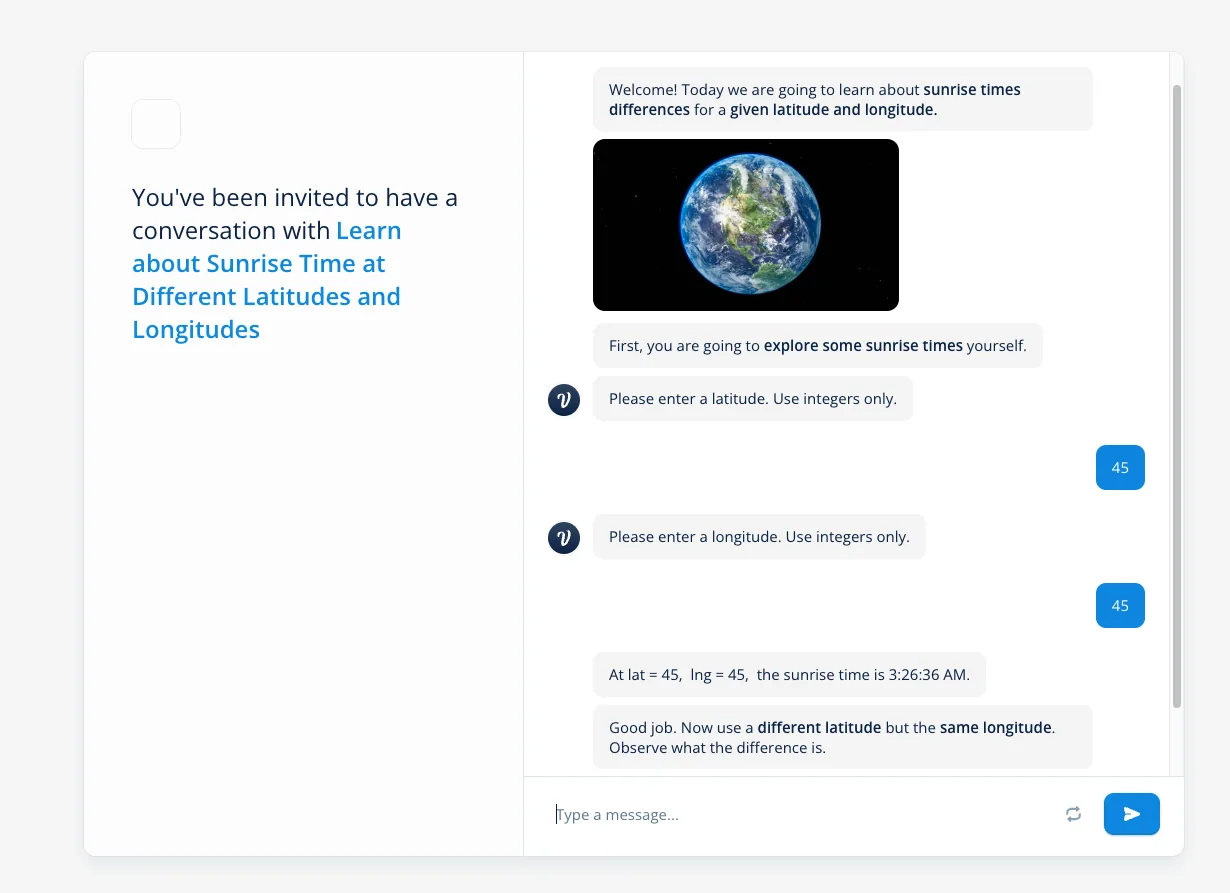 You've been invited to have a
conversation with Learn
about Sunrise Time at
Different Latitudes and
Longitudes
Welcome! Today we are going to learn about sunrise times
differences for a given latitude and longitude.
First, you are going to explore some sunrise times yourself.
Please enter a latitude. Use integers only.
45
Please enter a longitude. Use integers only.
45
At lat = 45,  lng = 45,  the sunrise time is 3:26:36 AM.
Good job. Now use a different latitude but the same longitude.
Observe what the difference is.
Type a message...